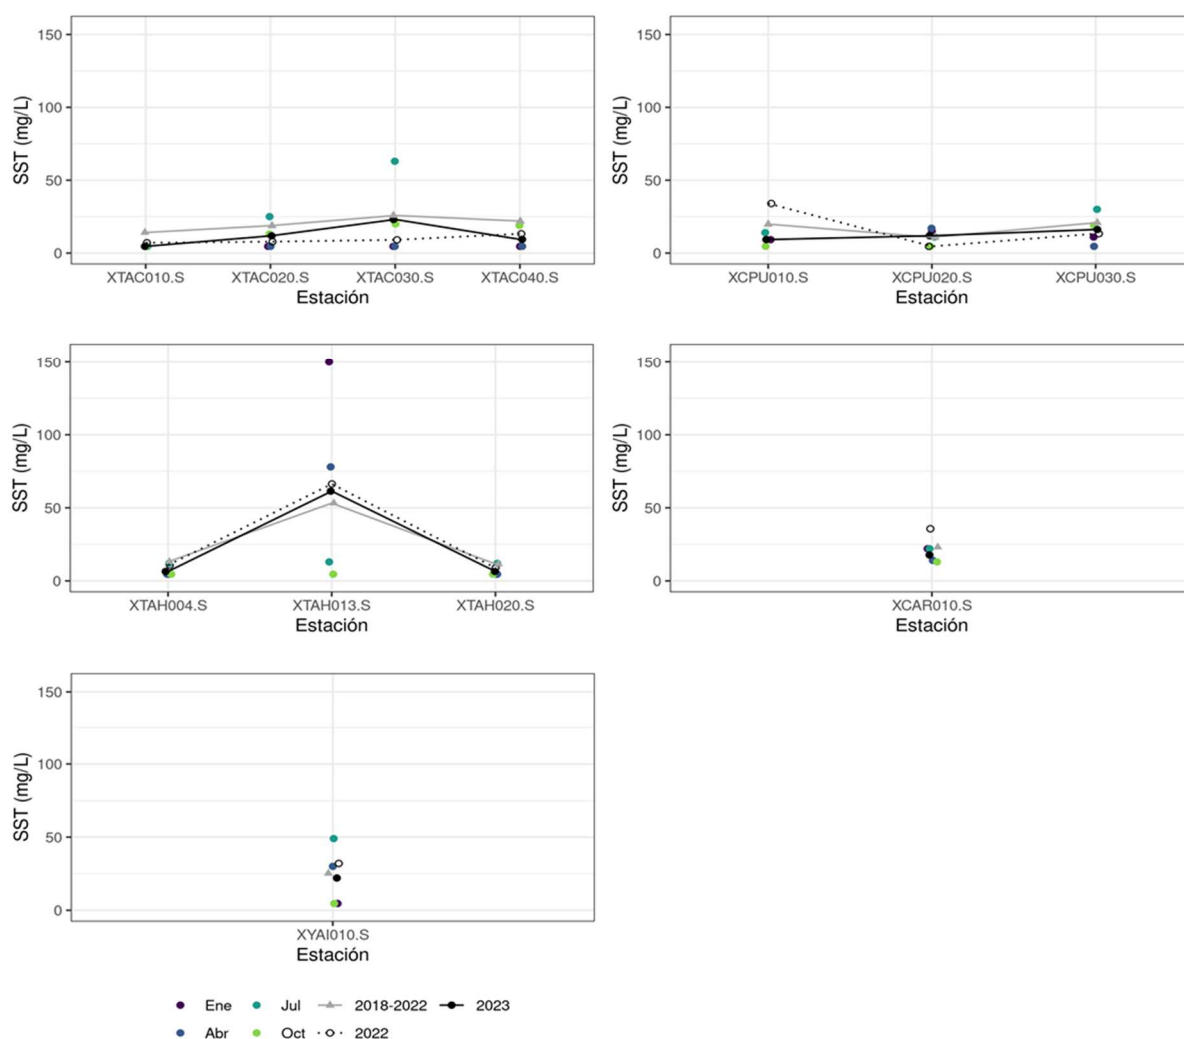 150
100
50
0
SST (mg/L)
XTAC010.S XTAC020.S XTAC030.S XTAC040.S
Estación
150
100
50
0
SST (mg/L)
XCPU010.S XCPU020.S XCPU030.S
Estación
150
100
50
0
SST (mg/L)
XTAH004.S XTAH013.S XTAH020.S
Estación
150
100
50
0
SST (mg/L)
XCAR010.S
Estación
150
100
50
0
SST (mg/L)
XYAI010.S
Estación
Ene Jul 2018-2022 2023
Abr Oct 2022